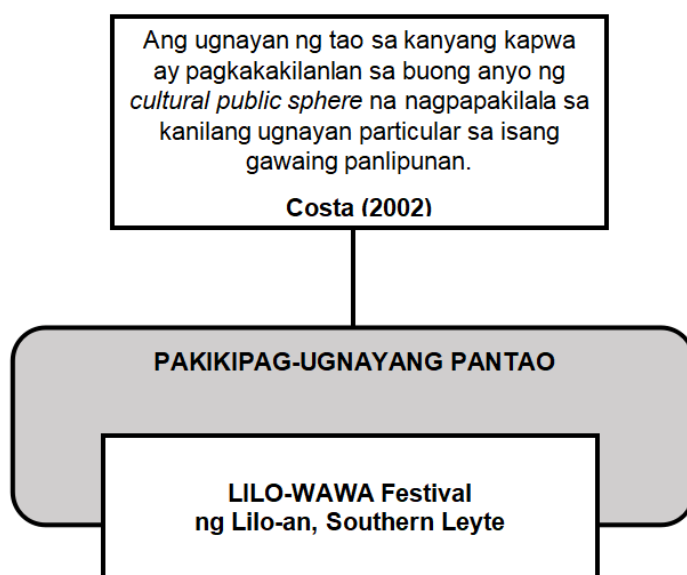 Ang ugnayan ng tao sa kanyang kapwa
ay pagkakakilanlan sa buong anyo ng
cultural public sphere na nagpapakilala sa
kanilang ugnayan particular sa isang
gawaing panlipunan.
Costa (2002)
PAKIKIPAG-UGNAYANG PANTAO
LILO-WAWA Festival
ng Lilo-an, Southern Leyte